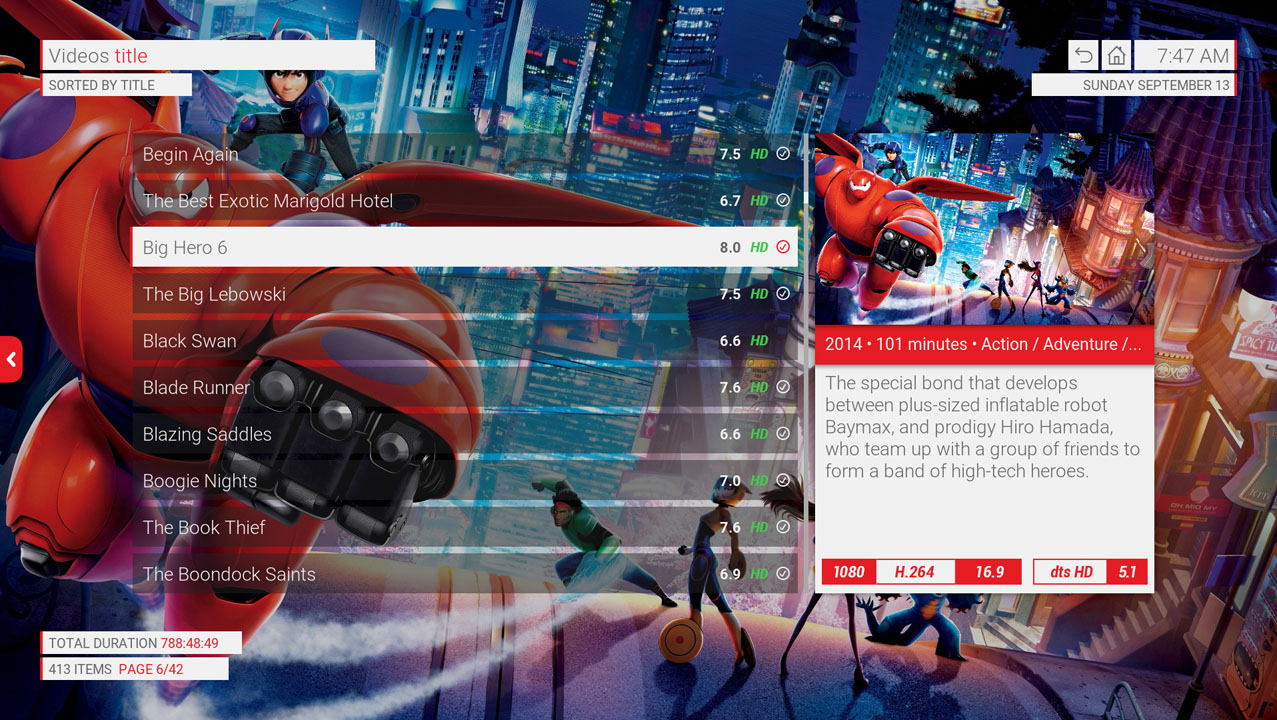 Videos title
SORTED BY TITLE
7:47 AM
SUNDAY SEPTEMBER 13
Begin Again 7.5 HD
The Best Exotic Marigold Hotel 6.7 HD
Big Hero 6 8.0 HD
The Big Lebowski 7.5 HD
Black Swan 6.6 HD
Blade Runner 7.6 HD
Blazing Saddles 6.6 HD
Boogie Nights 7.0 HD
The Book Thief 7.6 HD
The Boondock Saints 6.9 HD
2014 • 101 minutes • Action / Adventure /...
The special bond that develops
between plus-sized inflatable robot
Baymax, and prodigy Hiro Hamada,
who team up with a group of friends to
form a band of high-tech heroes.
1080 H.264 16.9 dts HD 5.1
TOTAL DURATION 788:48:49
413 ITEMS PAGE 6/42